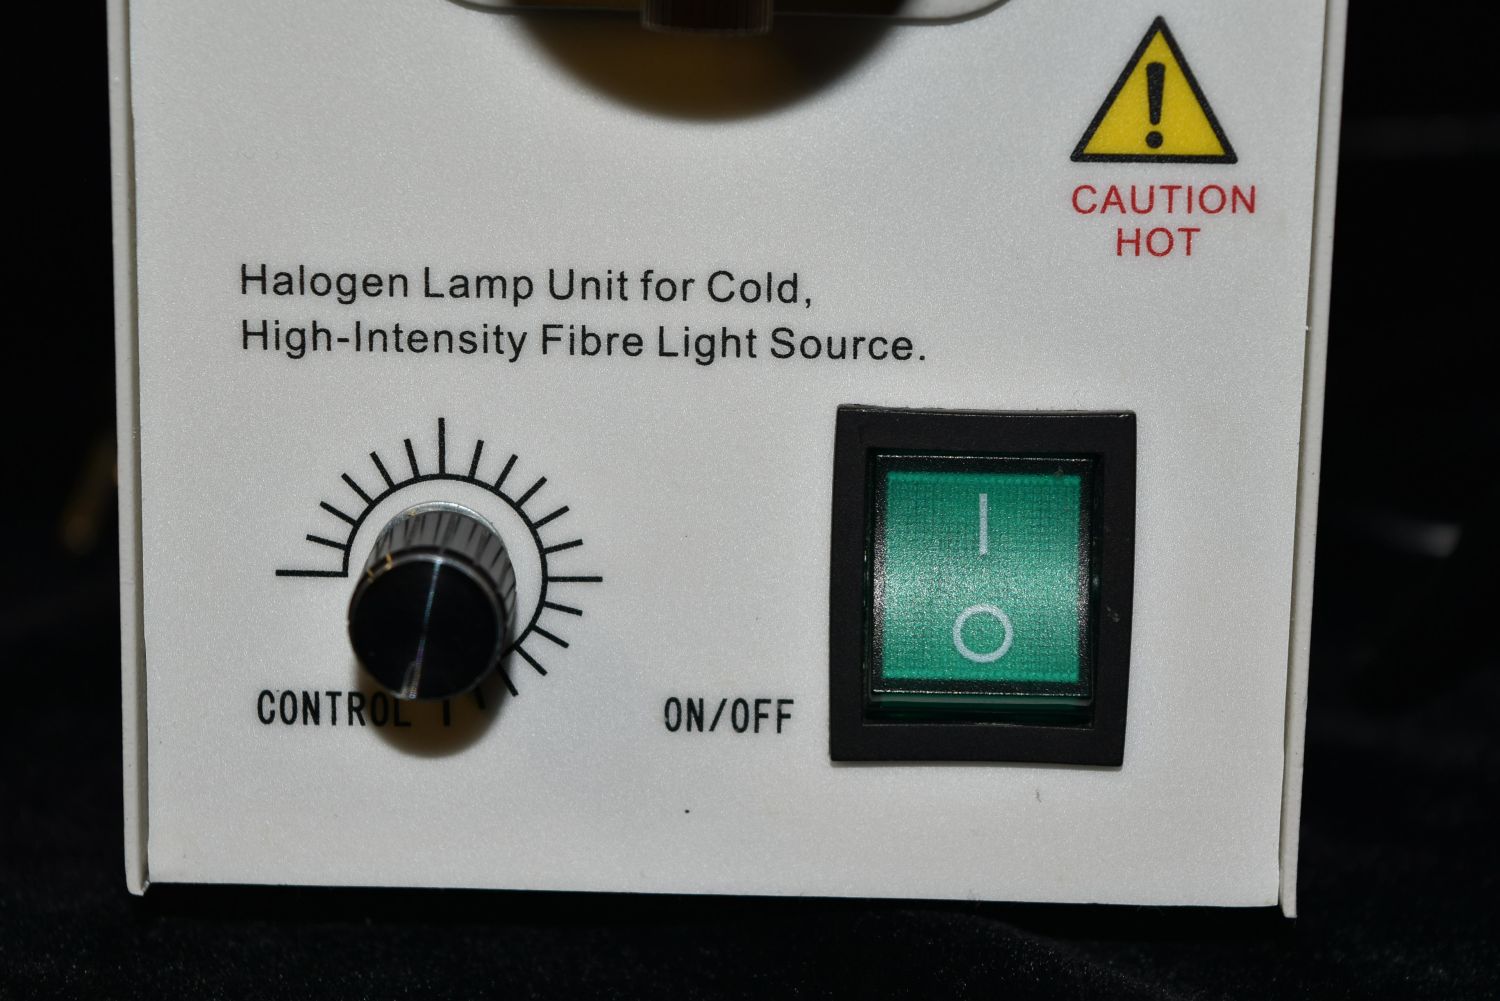 CAUTION
HOT
Halogen Lamp Unit for Cold,
High-Intensity Fibre Light Source.
CONTROL
ON/OFF
I
O